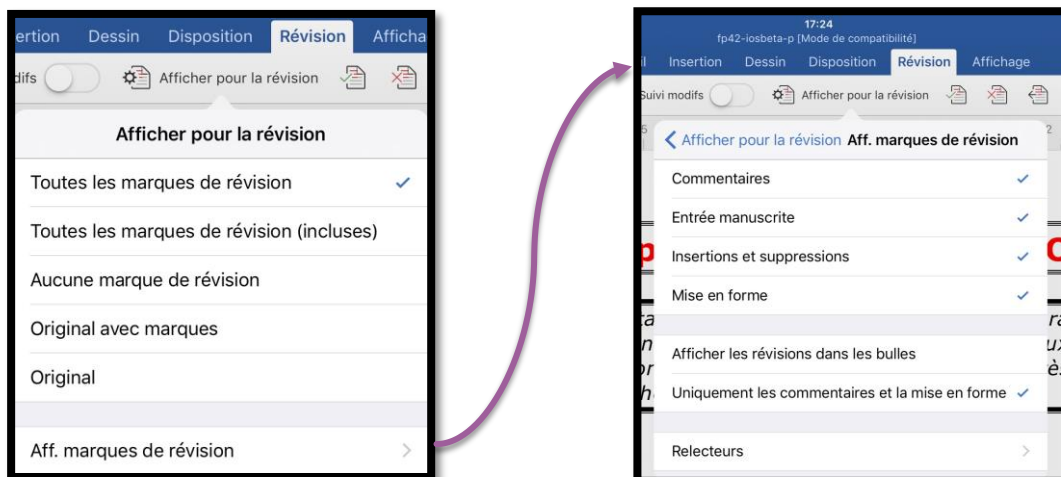 ertion Dessin Disposition Révision Afficha
difs Afficher pour la révision
Afficher pour la révision
Toutes les marques de révision
Toutes les marques de révision (incluses)
Aucune marque de révision
Original avec marques
Original
Aff. marques de révision
17:24
fp42-iosbeta-p [Mode de compatibilité]
il Insertion Dessin Disposition Révision Affichage
Suivi modifs Afficher pour la révision
Afficher pour la révision Aff. marques de révision
Commentaires
Entrée manuscrite
Insertions et suppressions
Mise en forme
Afficher les révisions dans les bulles
Uniquement les commentaires et la mise en forme
Relecteurs